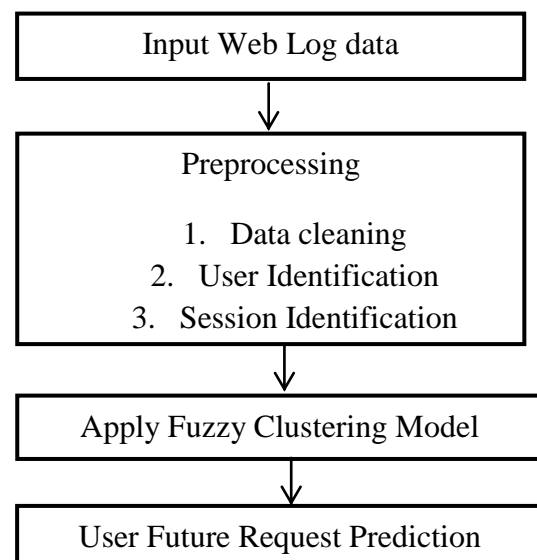 Input Web Log data
Preprocessing
1. Data cleaning
2. User Identification
3. Session Identification
Apply Fuzzy Clustering Model
User Future Request Prediction